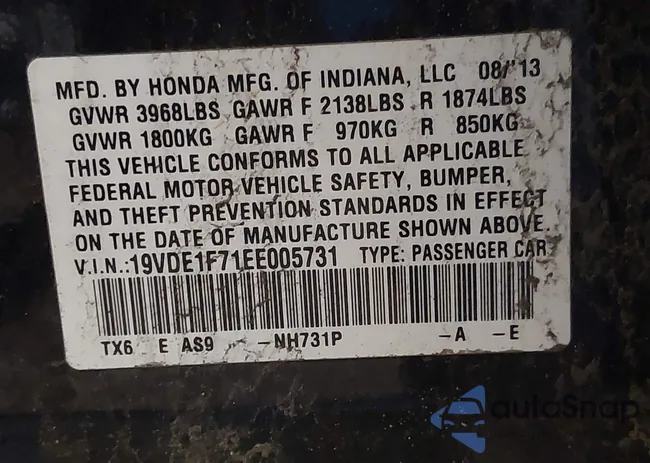 MFD. BY HONDA MFG. OF INDIANA, LLC 08/'13
GVWR 3968LBS GAWR F 2138LBS R 1874LBS
GVWR 1800KG GAWR F 970KG R 850KG
THIS VEHICLE CONFORMS TO ALL APPLICABLE
FEDERAL MOTOR VEHICLE SAFETY, BUMPER,
AND THEFT PREVENTION STANDARDS IN EFFECT
ON THE DATE OF MANUFACTURE SHOWN ABOVE.
V.I.N.:19VDE1F71EE005731 TYPE: PASSENGER CAR
TX6 E AS9 -NH731P -A -E
autoSnap